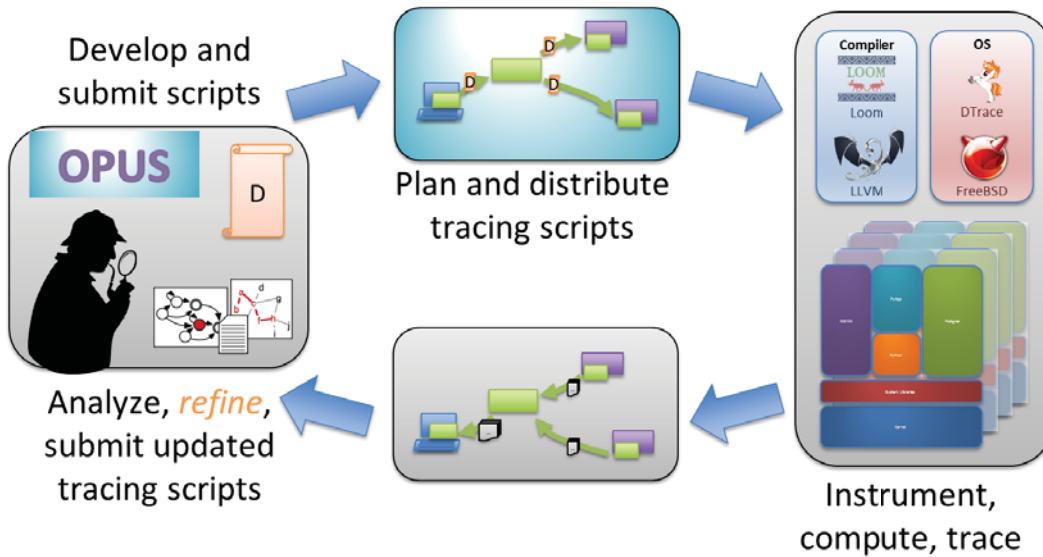 Develop and
submit scripts
OPUS
D
D
D
D
Plan and distribute
tracing scripts
Compiler
LOOM
Loom
LLVM
OS
DTrace
FreeBSD
Kernel
Instrument,
compute, trace
Analyze, refine,
submit updated
tracing scripts